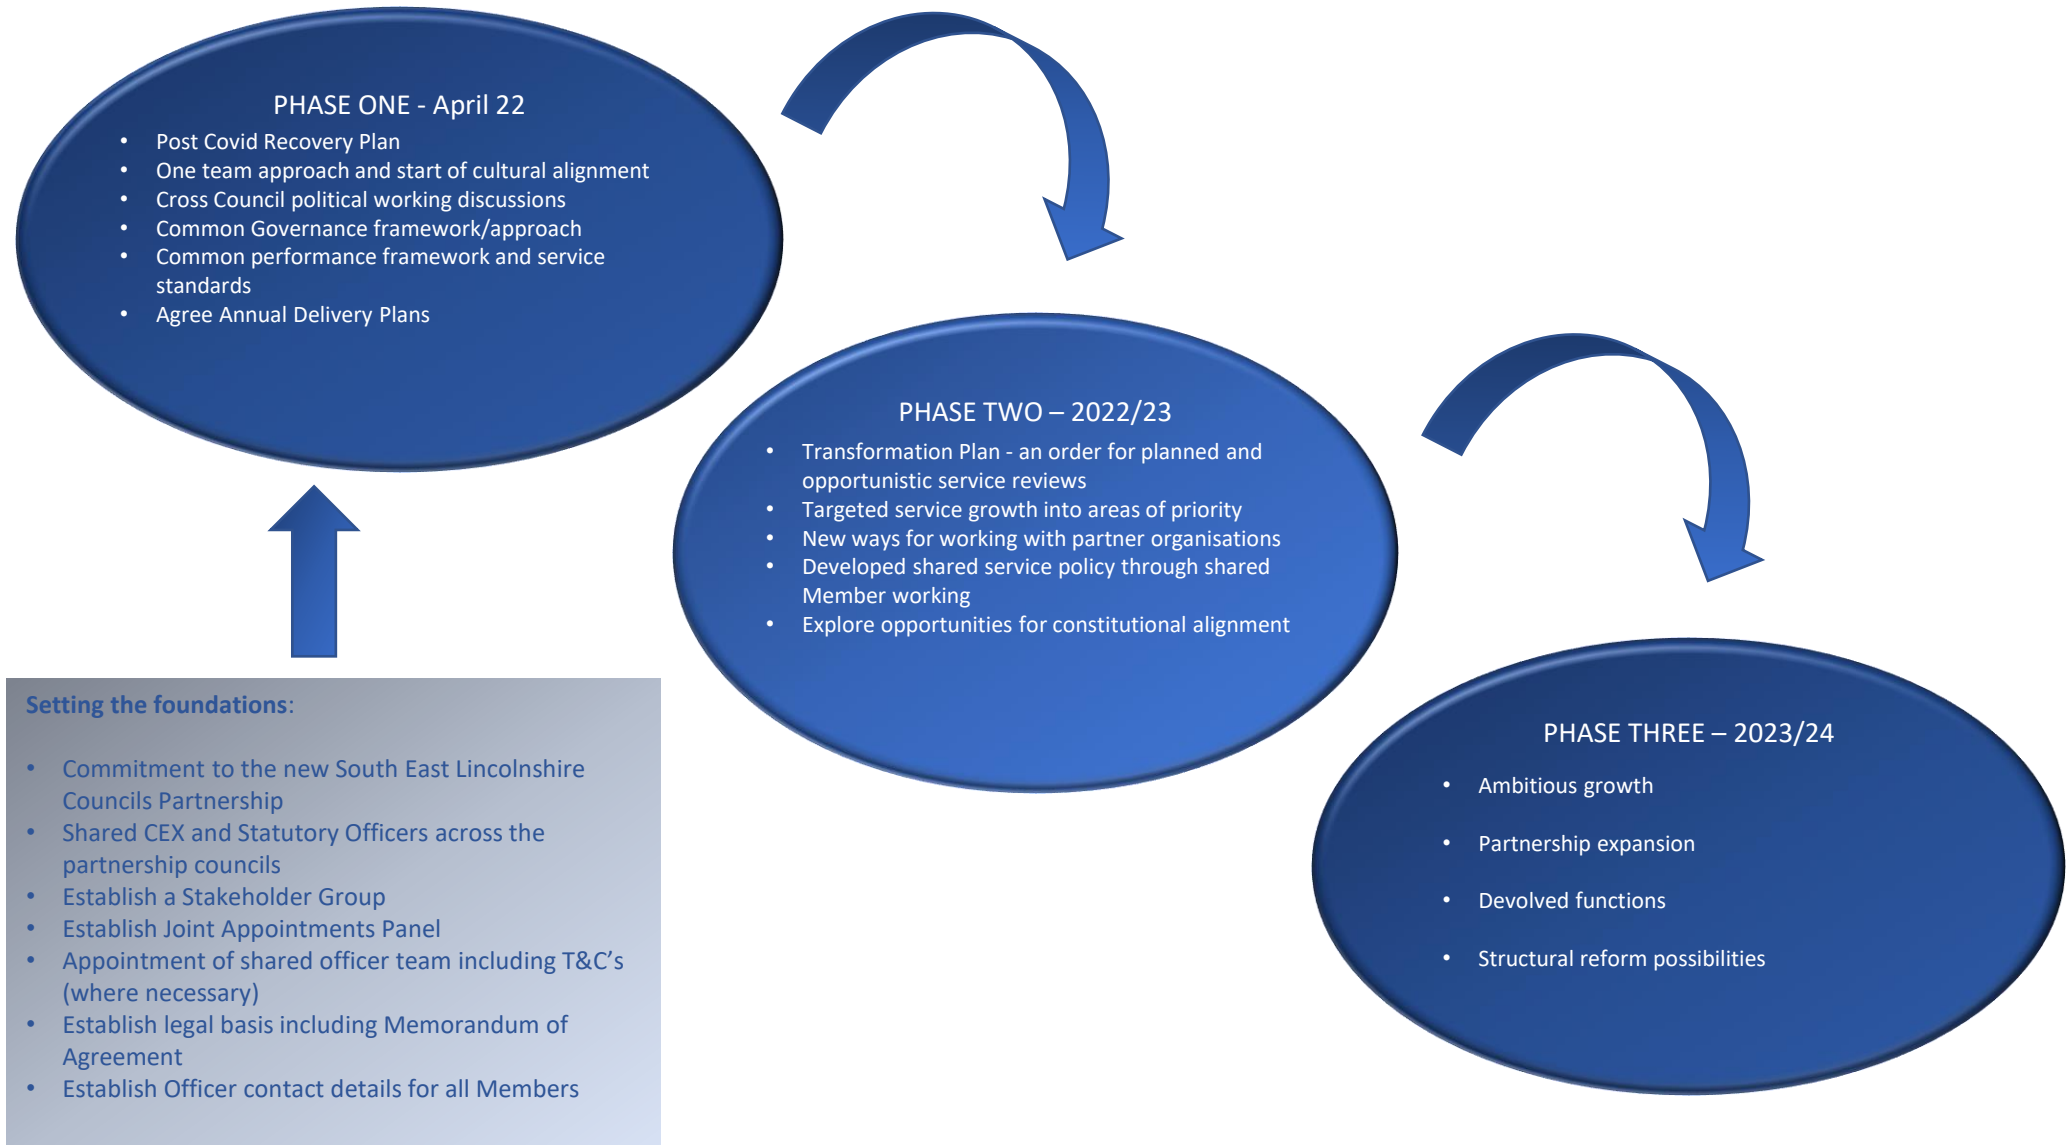 PHASE ONE - April 22
• Post Covid Recovery Plan
• One team approach and start of cultural alignment
• Cross Council political working discussions
• Common Governance framework/approach
• Common performance framework and service
standards
• Agree Annual Delivery Plans
PHASE TWO – 2022/23
• Transformation Plan - an order for planned and
opportunistic service reviews
• Targeted service growth into areas of priority
• New ways for working with partner organisations
• Developed shared service policy through shared
Member working
• Explore opportunities for constitutional alignment
PHASE THREE – 2023/24
• Ambitious growth
• Partnership expansion
• Devolved functions
• Structural reform possibilities
Setting the foundations:
• Commitment to the new South East Lincolnshire
Councils Partnership
• Shared CEX and Statutory Officers across the
partnership councils
• Establish a Stakeholder Group
• Establish Joint Appointments Panel
• Appointment of shared officer team including T&C’s
(where necessary)
• Establish legal basis including Memorandum of
Agreement
• Establish Officer contact details for all Members